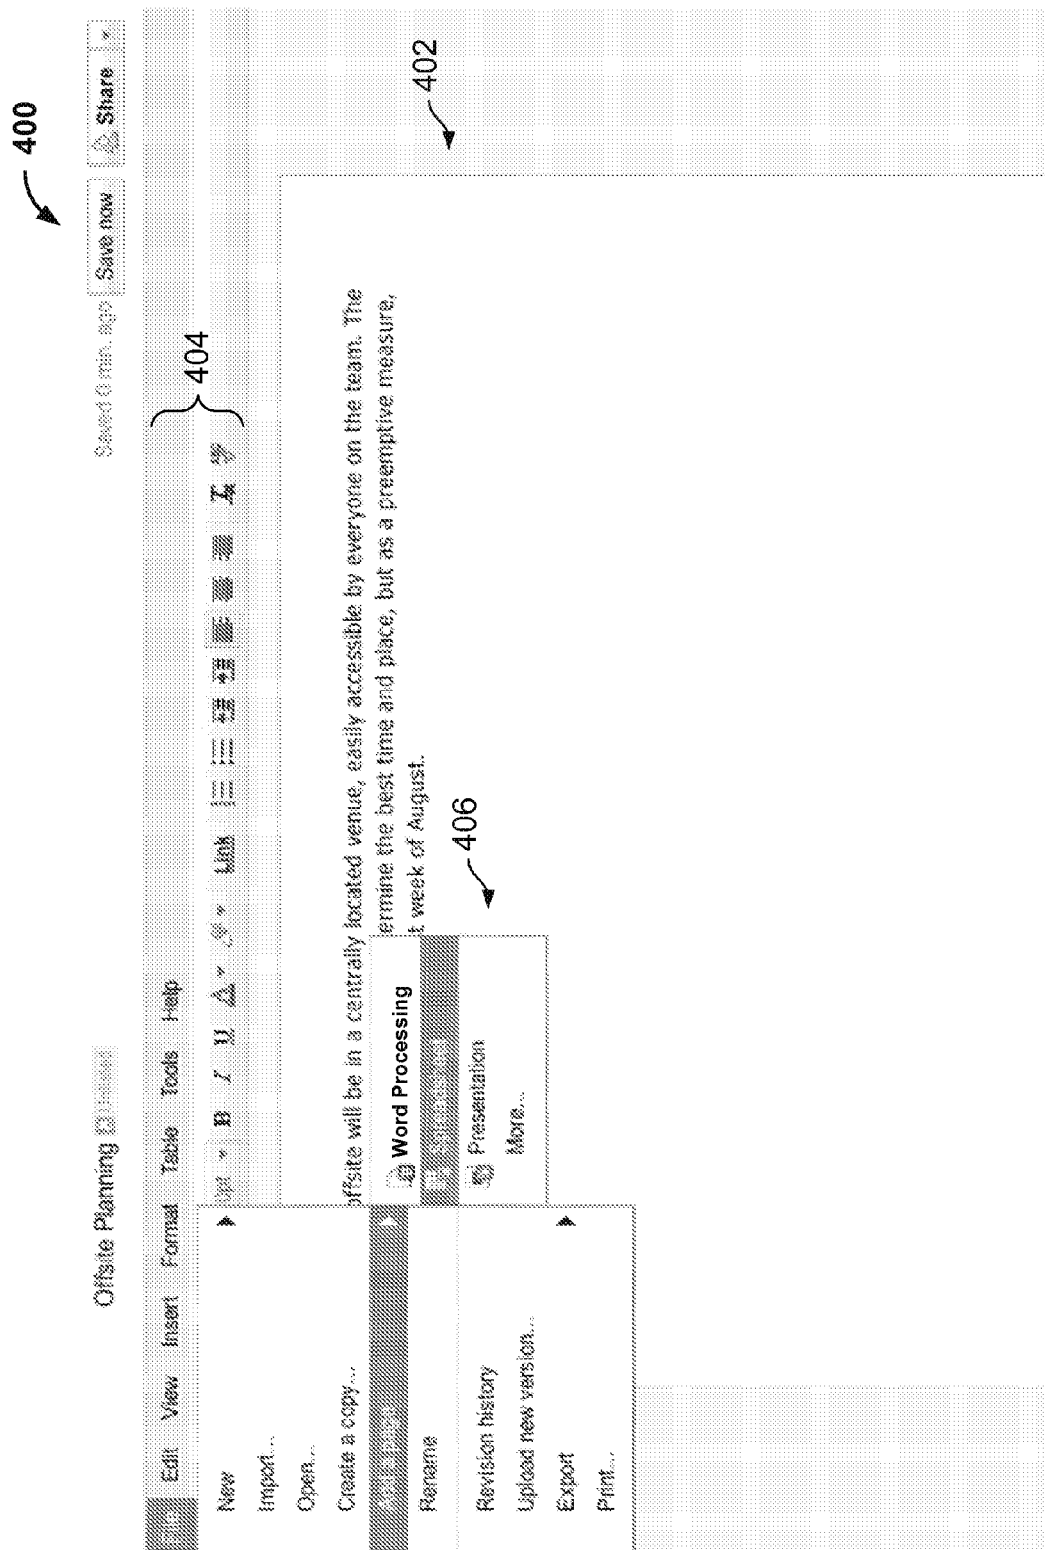 400
Offsite Planning
Saved 0 min. ago Save now Share
File Edit View Insert Format Table Tools Help
404
pt B I U A Link
402
New
Import...
Open...
Create a copy...
Rename
Revision history
Upload new version...
Export
Print...
Word Processing
Presentation
More...
406
offsite will be in a centrally located venue, easily accessible by everyone on the team. The
ermine the best time and place, but as a preemptive measure,
t week of August.